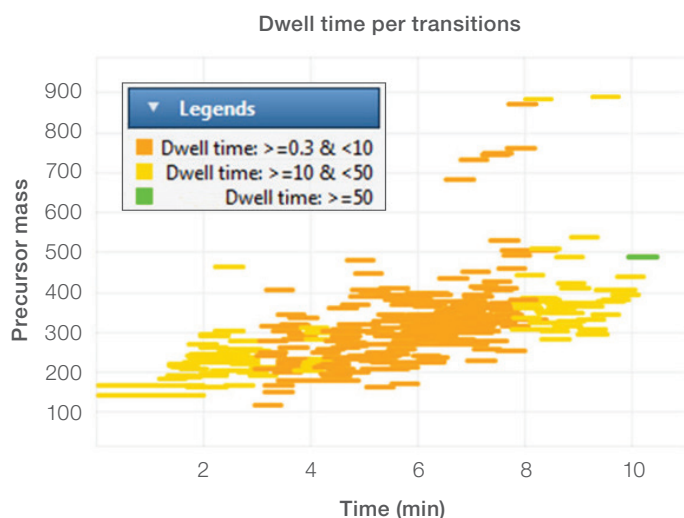 Dwell time per transitions
Legends
Dwell time: >=0.3 & <10
Dwell time: >=10 & <50
Dwell time: >=50
Precursor mass
900
800
700
600
500
400
300
200
100
2 4 6 8 10
Time (min)